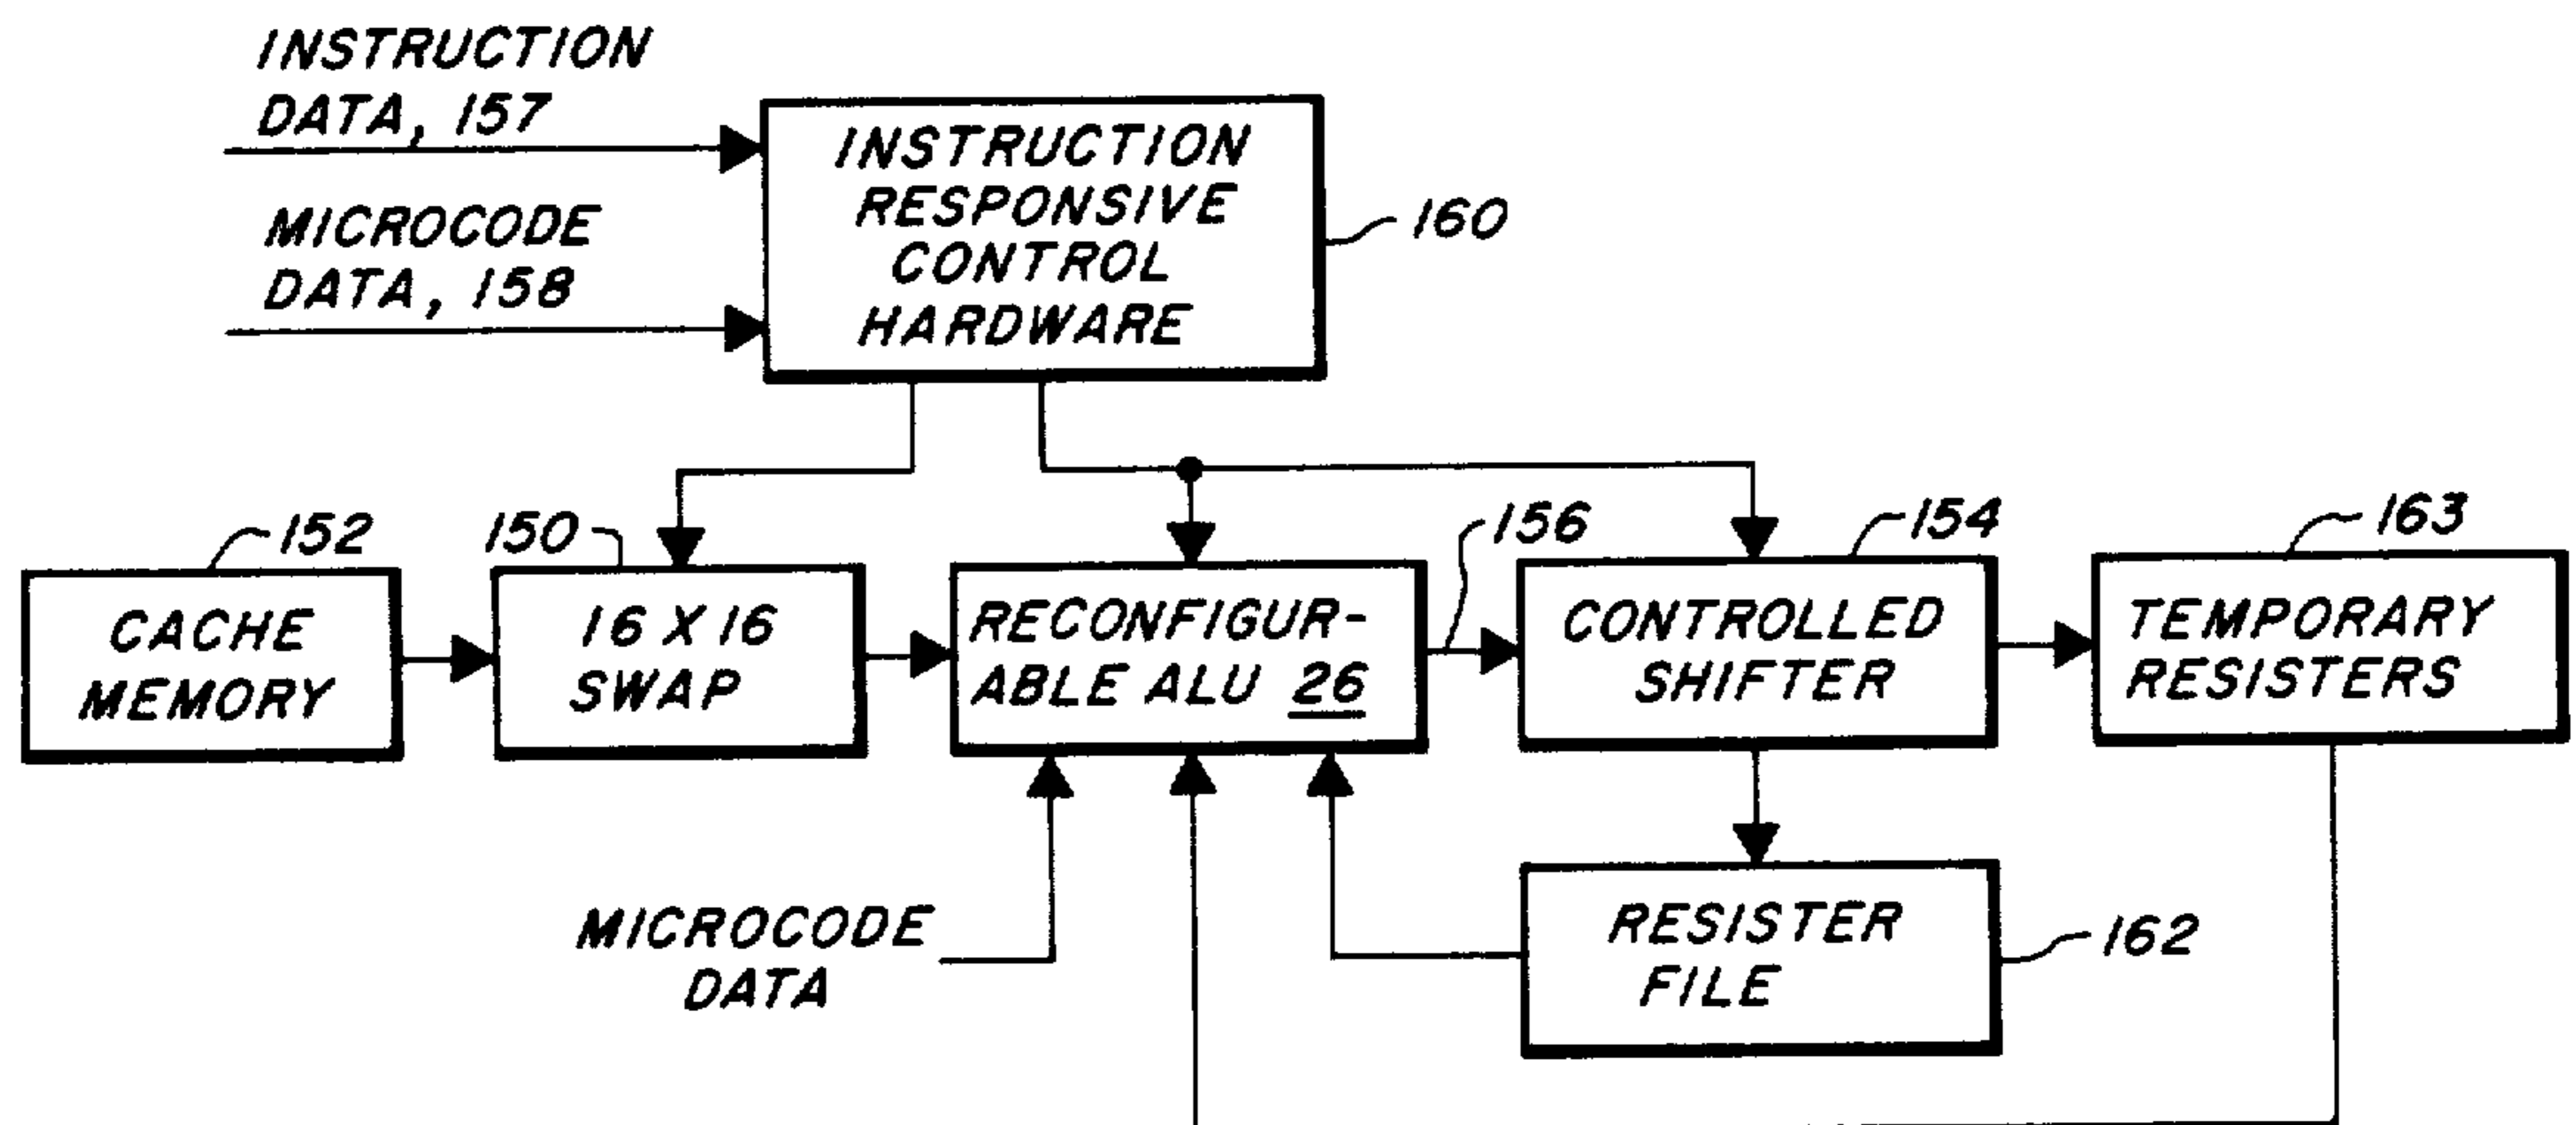 INSTRUCTION
DATA, 157
MICROCODE
DATA, 158
INSTRUCTION
RESPONSIVE
CONTROL
HARDWARE
160
152
150
156
154
163
CACHE
MEMORY
16 X 16
SWAP
RECONFIGUR-
ABLE ALU 26
CONTROLLED
SHIFTER
TEMPORARY
RESISTERS
MICROCODE
DATA
RESISTER
FILE
162